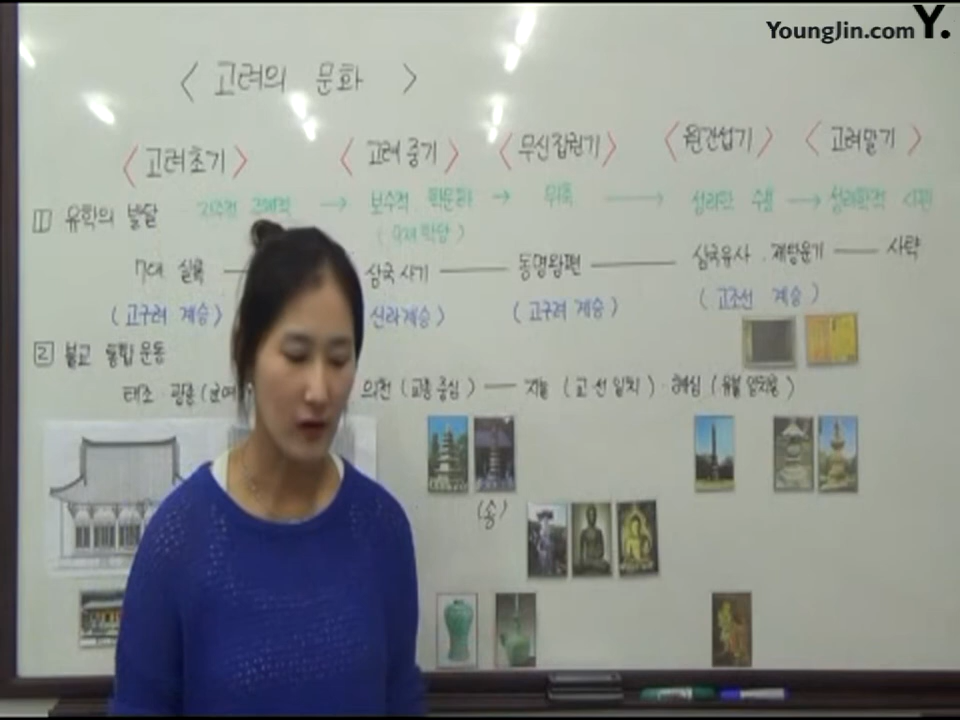 YoungJin.com Y.
< 고려의 문화 >
<고려초기> <고려 중기> <무신집권기> <원간섭기> <고려말기>
1 유학의 발달 → 보수적 → 위축 → 성리학 수용 → 성리학적 사관
(9재 학당)
7대 실록 삼국사기 동명왕편 삼국유사 . 제왕운기 사략
(고구려 계승) 신라계승) (고구려 계승) (고조선 계승)
2 불교 통합 운동
태조 · 광종 의천 (교종 중심) 지눌 (교·선 일치) · 혜심 (유불 일치설)
(송)